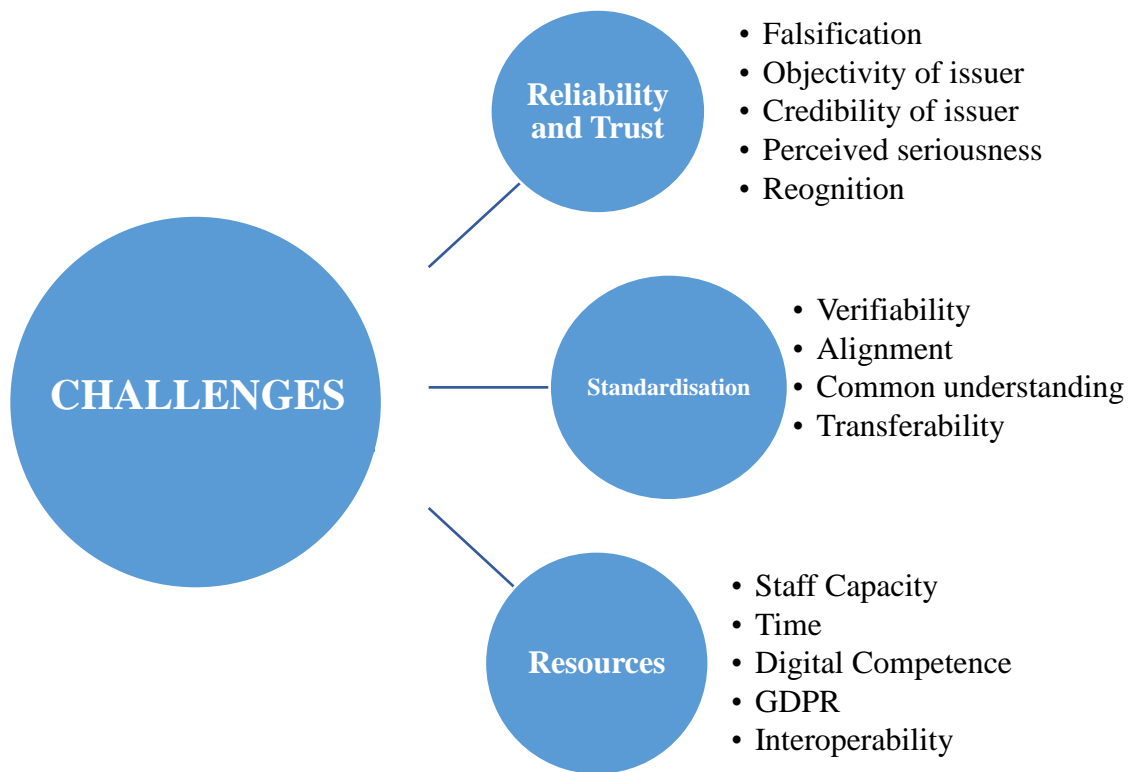 Reliability
and Trust
• Falsification
• Objectivity of issuer
• Credibility of issuer
• Perceived seriousness
• Reognition
CHALLENGES
Standardisation
• Verifiability
• Alignment
• Common understanding
• Transferability
Resources
• Staff Capacity
• Time
• Digital Competence
• GDPR
• Interoperability